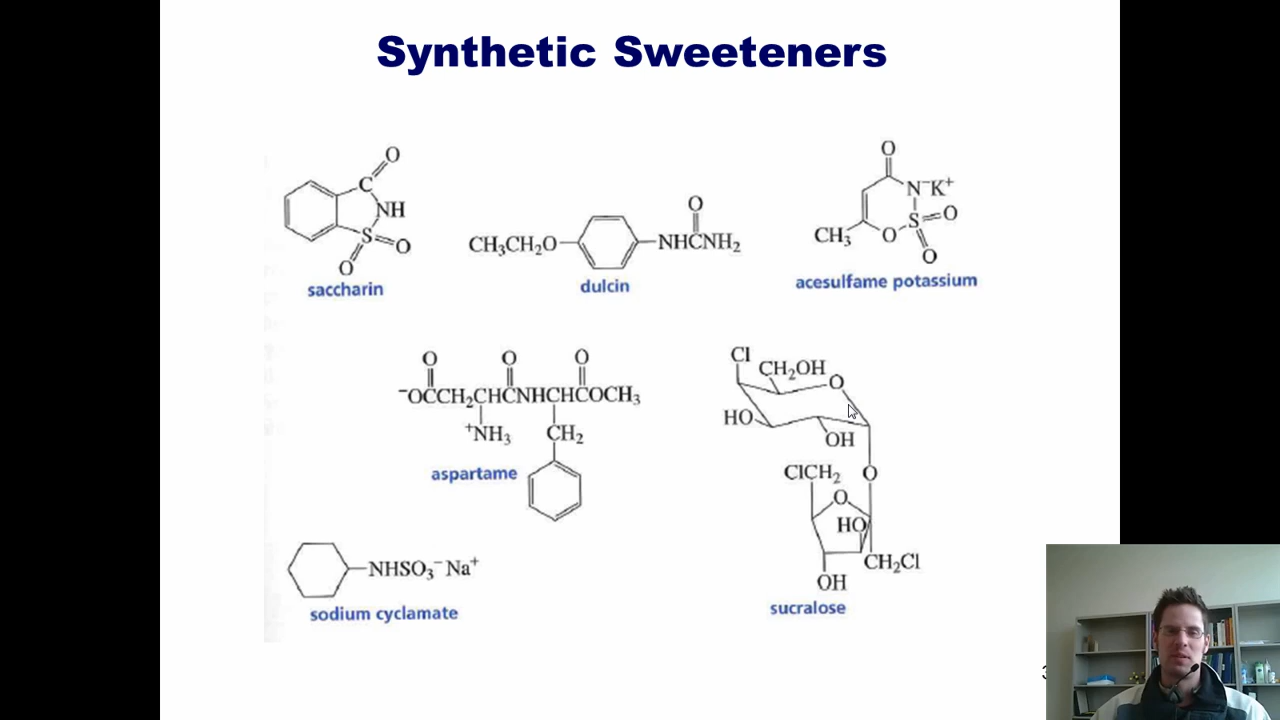 Synthetic Sweeteners
O
C
NH
S
O
O
saccharin
O
CH₃CH₂O
NHCNH₂
dulcin
O
N⁻K⁺
S
O
CH₃
O
O
acesulfame potassium
O O O
⁻OCCH₂CHCNHCHCOCH₃
⁺NH₃ CH₂
aspartame
Cl
CH₂OH
O
HO
OH
ClCH₂ O
O
HO
CH₂Cl
OH
sucralose
NHSO₃⁻ Na⁺
sodium cyclamate